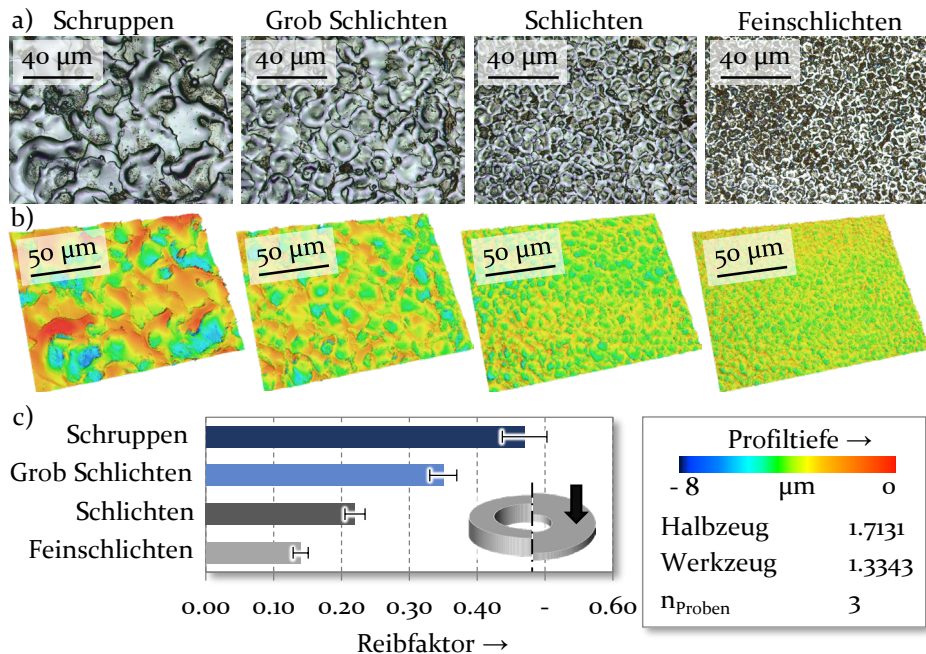 a) Schruppen Grob Schlichten Schlichten Feinschlichten
40 µm 40 µm 40 µm 40 µm
b)
50 µm 50 µm 50 µm 50 µm
c)
Schruppen
Grob Schlichten
Schlichten
Feinschlichten
0.00 0.10 0.20 0.30 0.40 - 0.60
Reibfaktor →
Profiltiefe →
- 8 µm 0
Halbzeug 1.7131
Werkzeug 1.3343
nProben 3